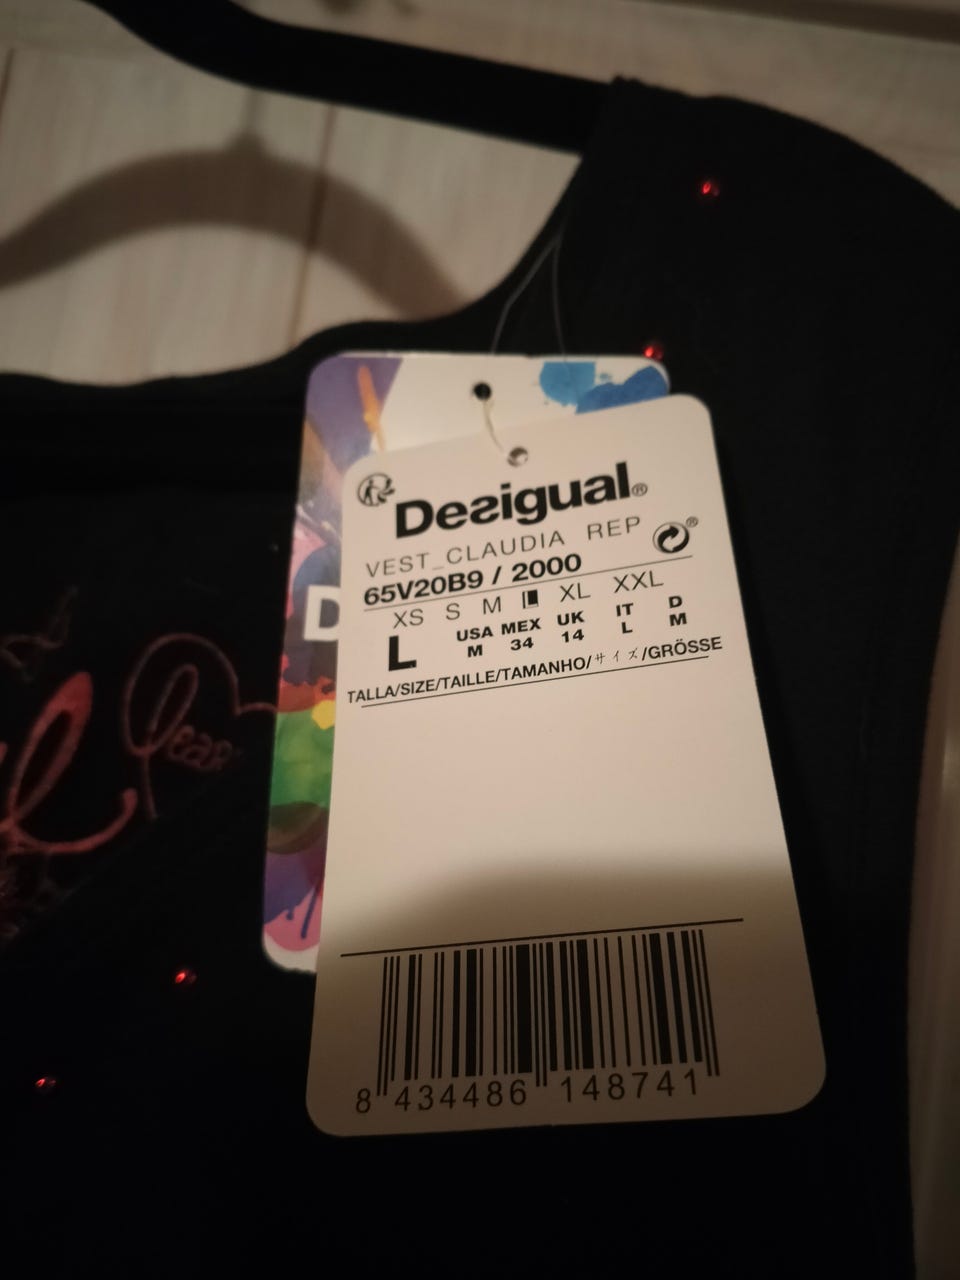 Desigual®
VEST_CLAUDIA REP
65V20B9 / 2000
XS S M L XL XXL
L USA MEX UK IT D
M 34 14 L M
TALLA/SIZE/TAILLE/TAMANHO/サイズ/GRÖSSE
8 434486 148741
D